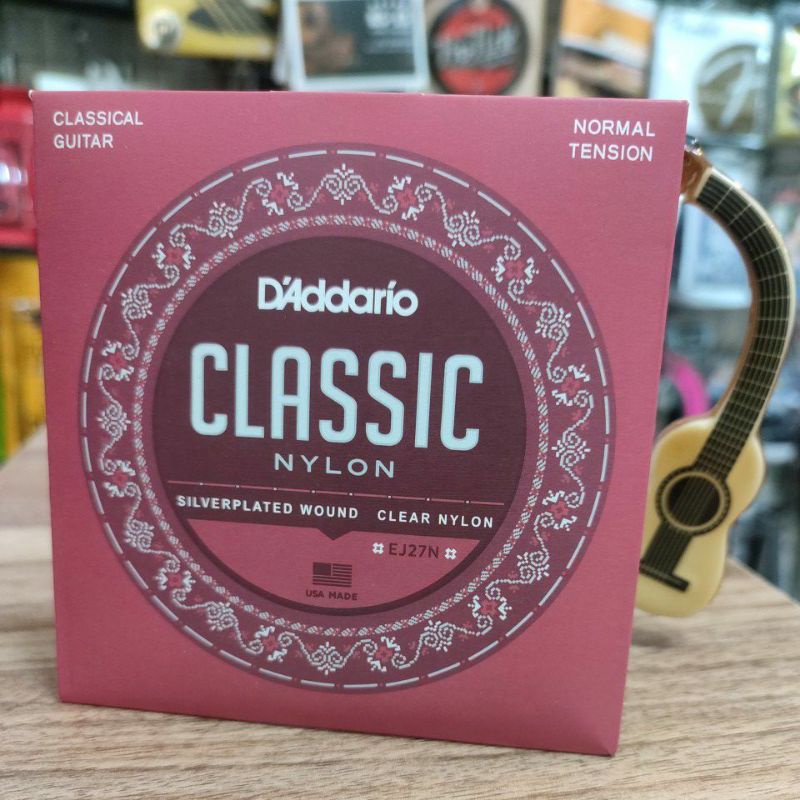 CLASSICAL
GUITAR
NORMAL
TENSION
D'Addario
CLASSIC
NYLON
SILVERPLATED WOUND CLEAR NYLON
EJ27N
USA MADE